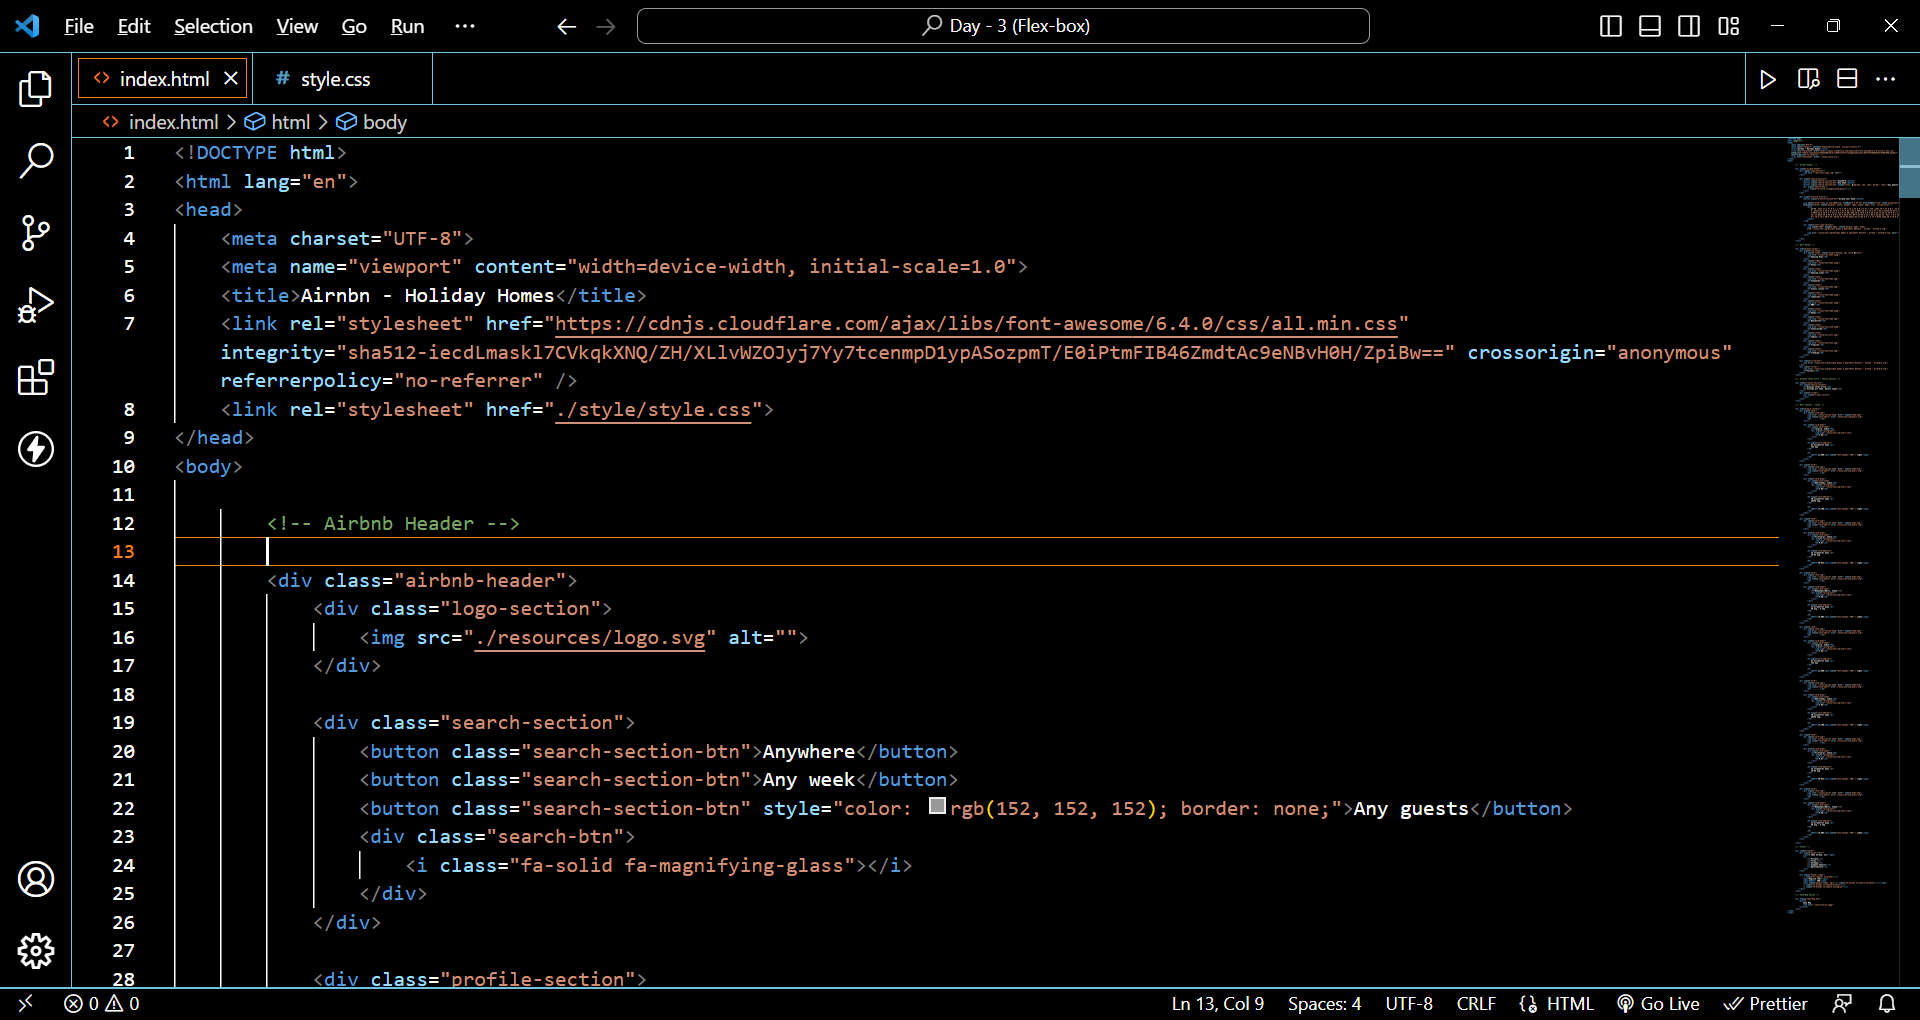 File Edit Selection View Go Run ··· Day - 3 (Flex-box)
index.html # style.css
index.html > html > body
1 <!DOCTYPE html>
2 <html lang="en">
3 <head>
4 <meta charset="UTF-8">
5 <meta name="viewport" content="width=device-width, initial-scale=1.0">
6 <title>Airnbn - Holiday Homes</title>
7 <link rel="stylesheet" href="https://cdnjs.cloudflare.com/ajax/libs/font-awesome/6.4.0/css/all.min.css"
integrity="sha512-iecdLmaskl7CVkqkXNQ/ZH/XLlvWZOJyj7Yy7tcenmpD1ypASozpmT/E0iPtmFIB46ZmdtAc9eNBvH0H/ZpiBw==" crossorigin="anonymous"
referrerpolicy="no-referrer" />
8 <link rel="stylesheet" href="./style/style.css">
9 </head>
10 <body>
11
12 <!-- Airbnb Header -->
13
14 <div class="airbnb-header">
15 <div class="logo-section">
16 <img src="./resources/logo.svg" alt="">
17 </div>
18
19 <div class="search-section">
20 <button class="search-section-btn">Anywhere</button>
21 <button class="search-section-btn">Any week</button>
22 <button class="search-section-btn" style="color: rgb(152, 152, 152); border: none;">Any guests</button>
23 <div class="search-btn">
24 <i class="fa-solid fa-magnifying-glass"></i>
25 </div>
26 </div>
27
28 <div class="profile-section">
0 0 Ln 13, Col 9 Spaces: 4 UTF-8 CRLF HTML Go Live Prettier